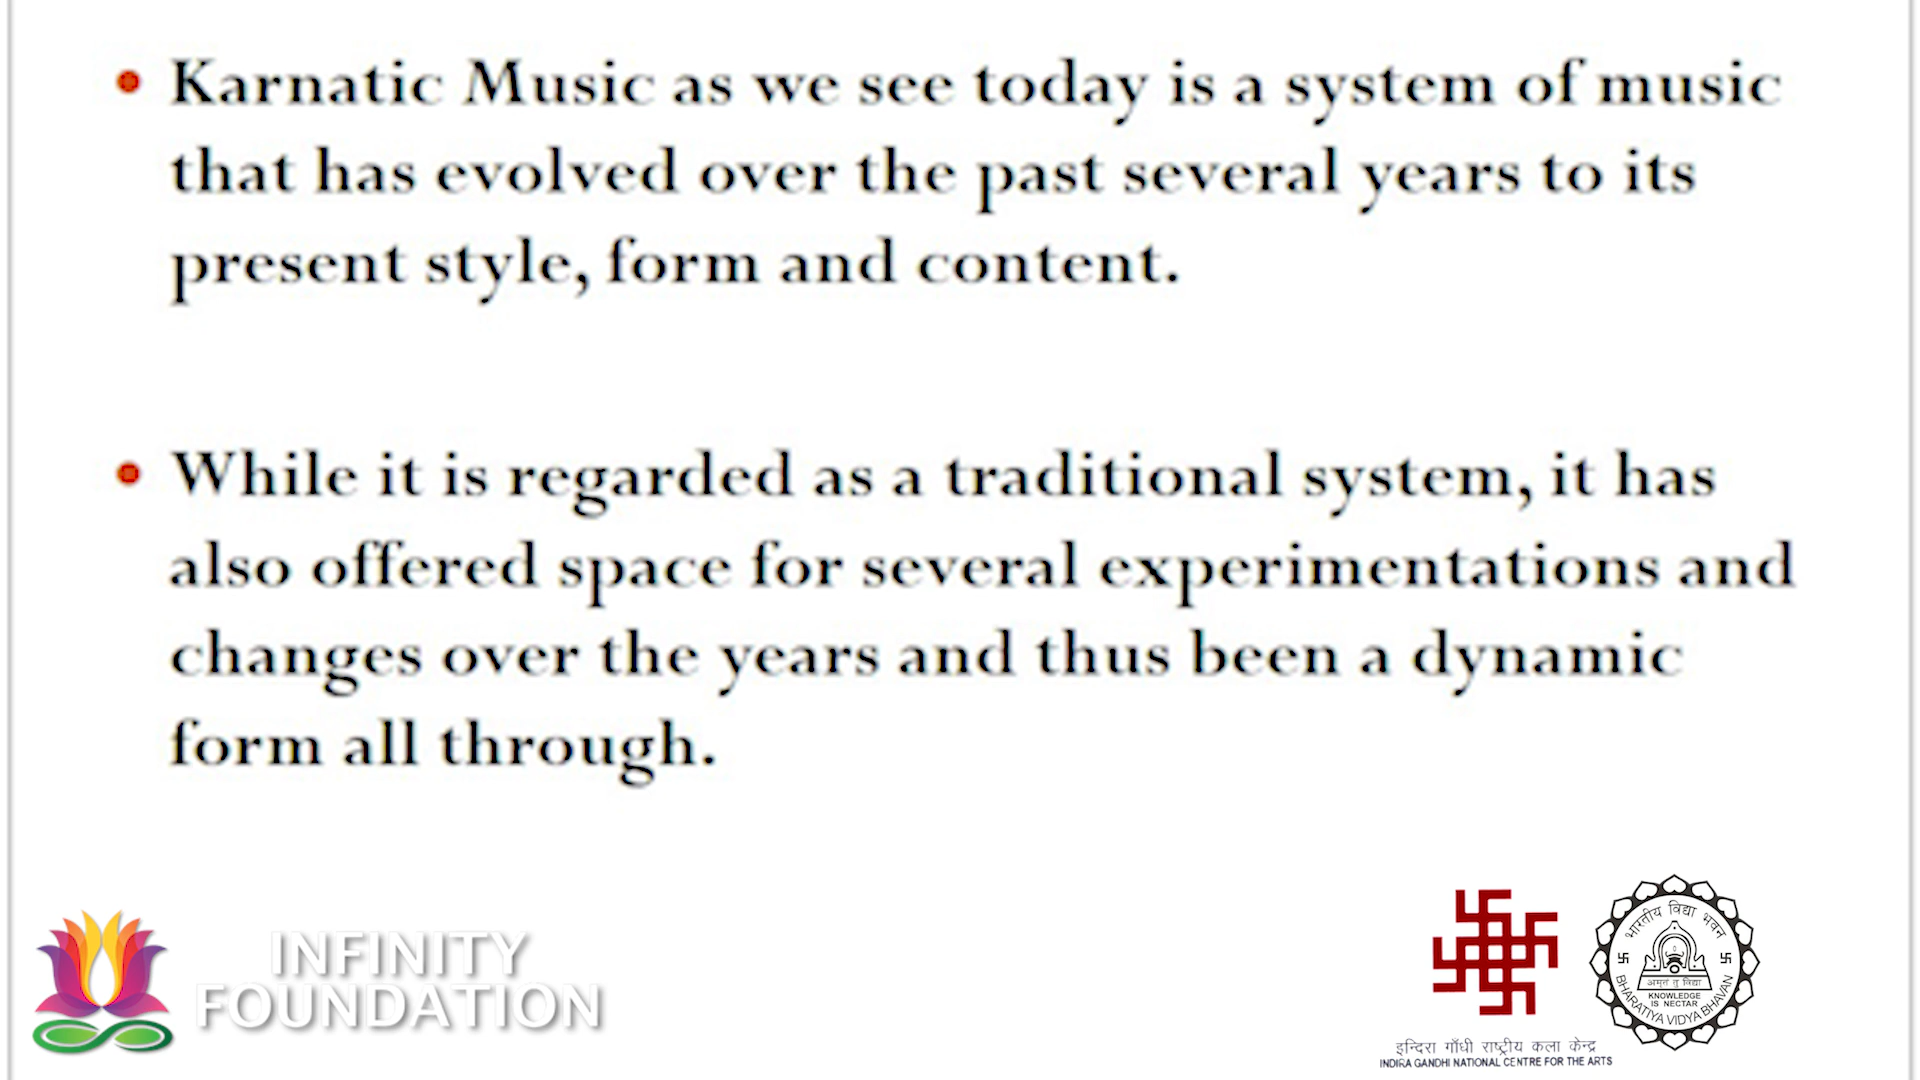 • Karnatic Music as we see today is a system of music
that has evolved over the past several years to its
present style, form and content.
• While it is regarded as a traditional system, it has
also offered space for several experimentations and
changes over the years and thus been a dynamic
form all through.
INFINITY
FOUNDATION
इन्दिरा गाँधी राष्ट्रीय कला केन्द्र
INDIRA GANDHI NATIONAL CENTRE FOR THE ARTS
भारतीय विद्या भवन
अमृतं तु विद्या
KNOWLEDGE
IS NECTAR
BHARATIYA VIDYA BHAVAN